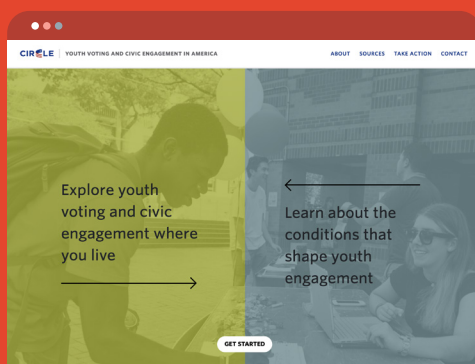 CIRCLE YOUTH VOTING AND CIVIC ENGAGEMENT IN AMERICA ABOUT SOURCES TAKE ACTION CONTACT
Explore youth
voting and civic
engagement where
you live
Learn about the
conditions that
shape youth
engagement
GET STARTED